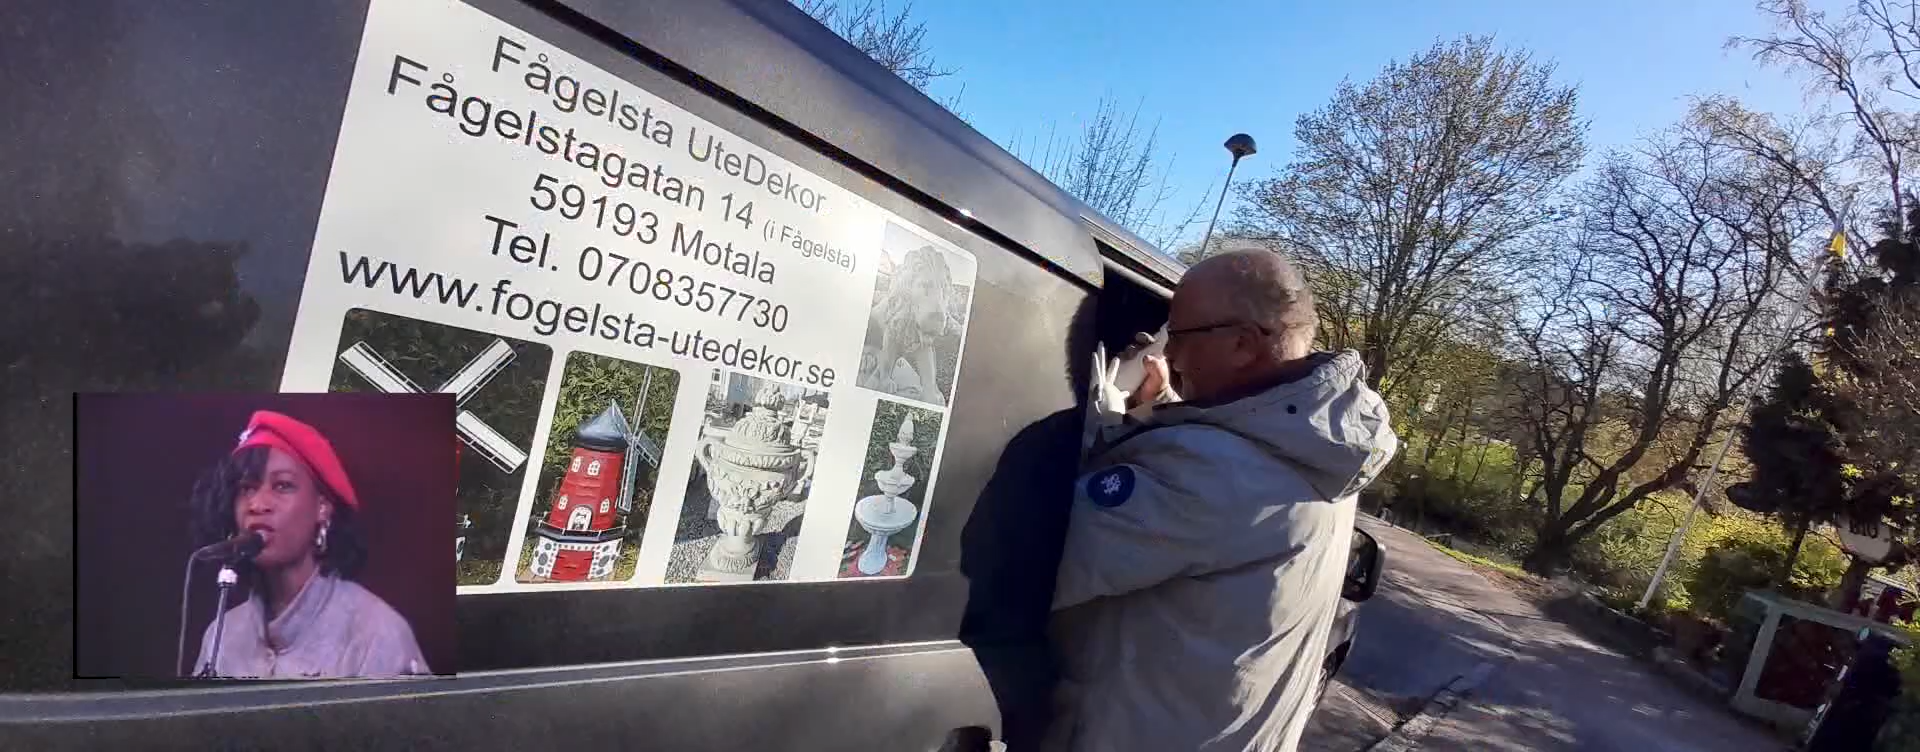 Fågelsta UteDekor
Fågelstagatan 14 (i Fågelsta)
59193 Motala
Tel. 0708357730
www.fogelsta-utedekor.se